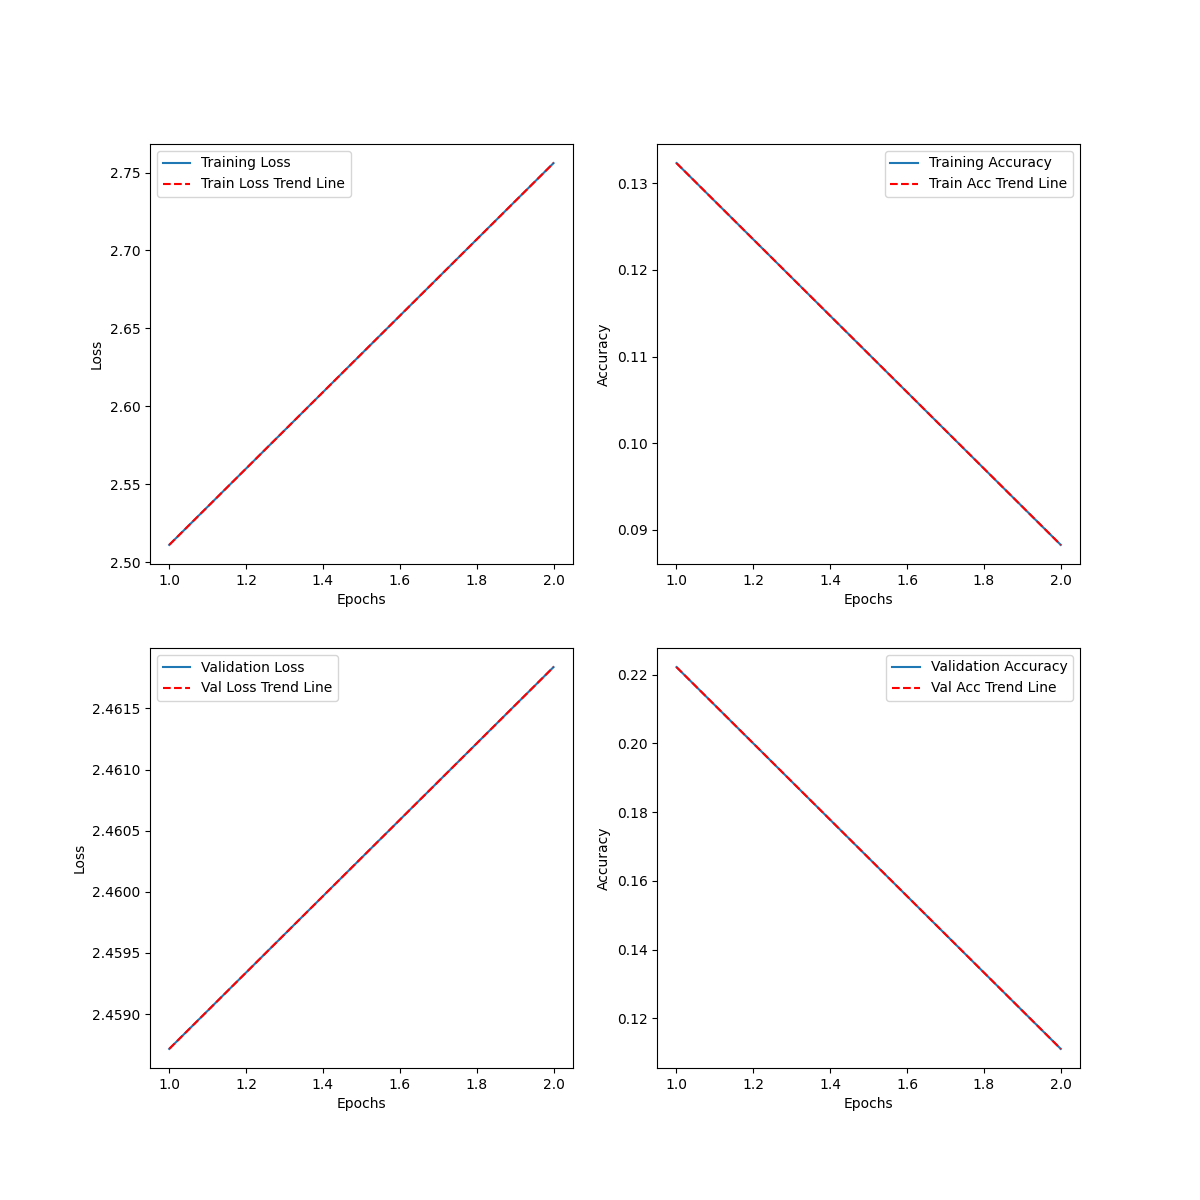 Training Loss
Train Loss Trend Line
2.75
2.70
2.65
2.60
2.55
2.50
Loss
1.0 1.2 1.4 1.6 1.8 2.0
Epochs
Training Accuracy
Train Acc Trend Line
0.13
0.12
0.11
0.10
0.09
Accuracy
1.0 1.2 1.4 1.6 1.8 2.0
Epochs
Validation Loss
Val Loss Trend Line
2.4615
2.4610
2.4605
2.4600
2.4595
2.4590
Loss
1.0 1.2 1.4 1.6 1.8 2.0
Epochs
Validation Accuracy
Val Acc Trend Line
0.22
0.20
0.18
0.16
0.14
0.12
Accuracy
1.0 1.2 1.4 1.6 1.8 2.0
Epochs